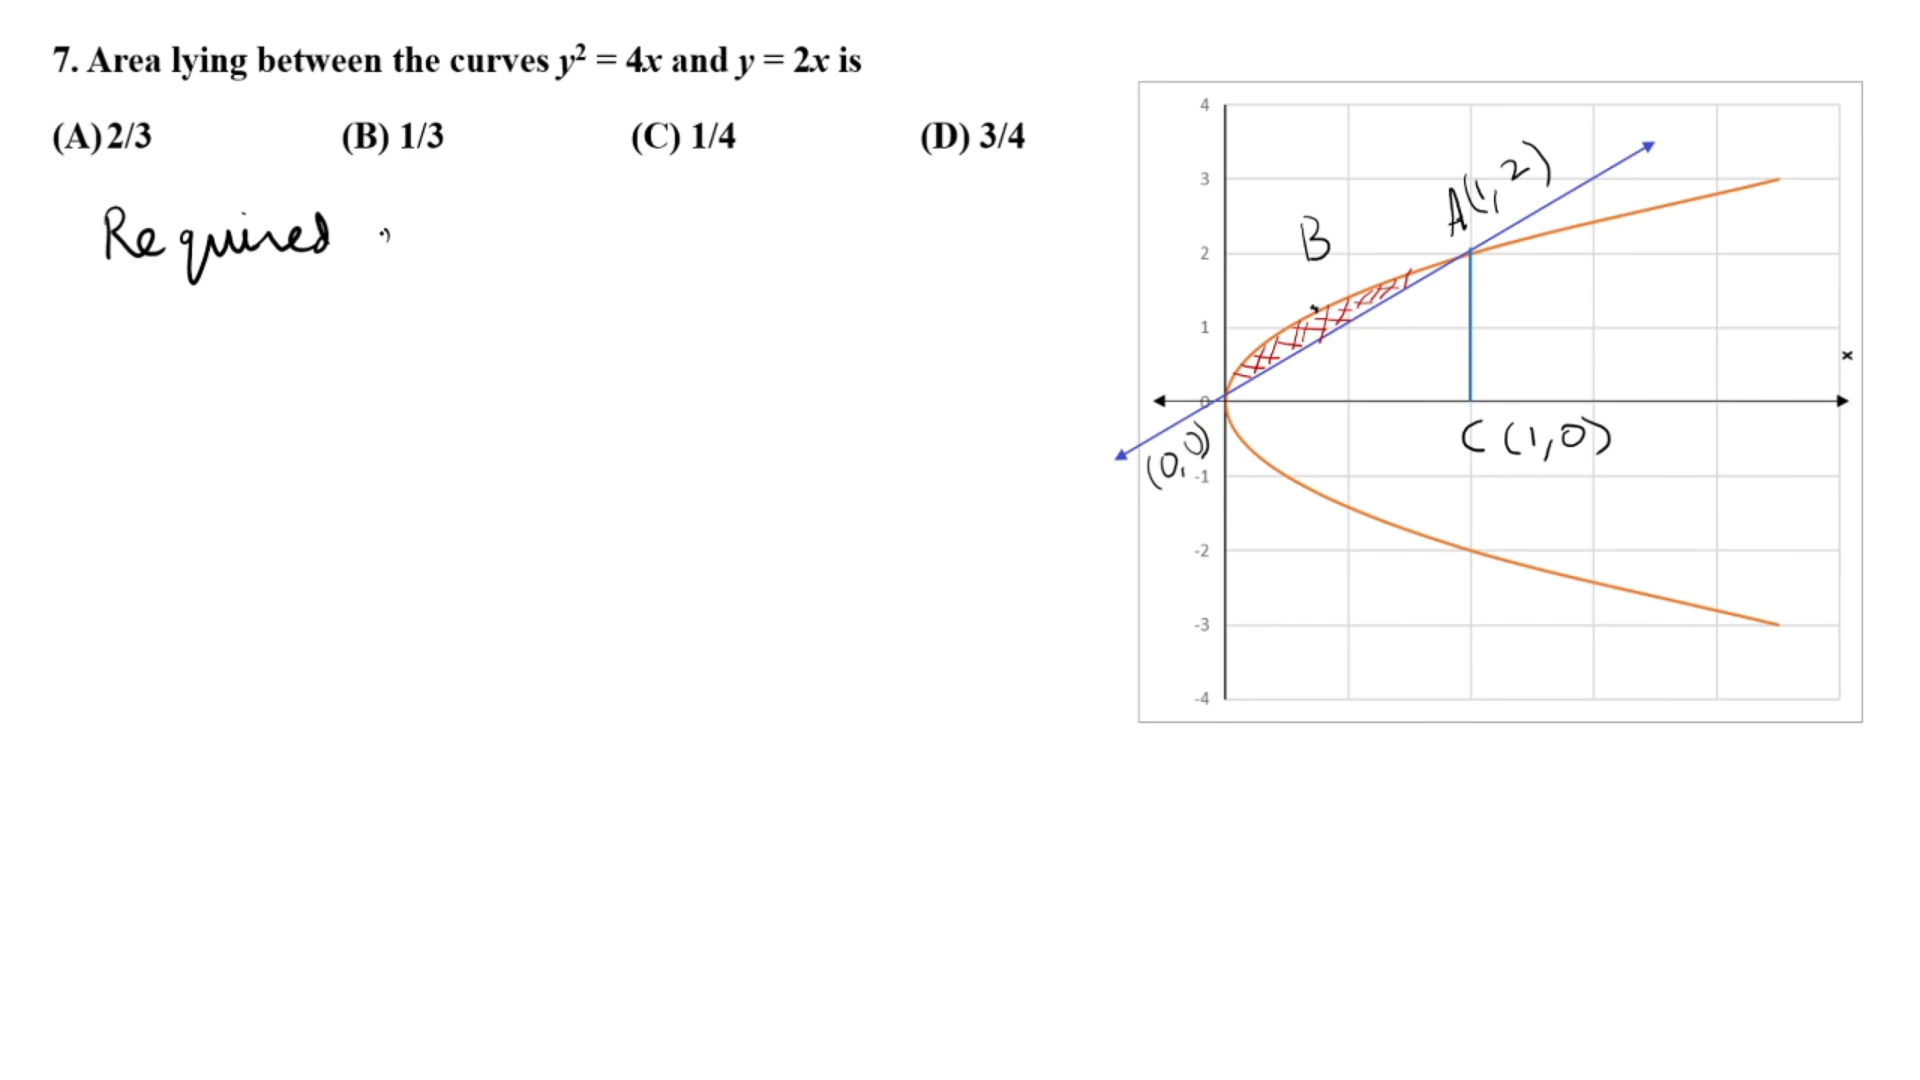 7. Area lying between the curves y² = 4x and y = 2x is
(A) 2/3 (B) 1/3 (C) 1/4 (D) 3/4
Required
4
3
2
1
0
-1
-2
-3
-4
A(1, 2)
B
x
C (1,0)
(0,0)